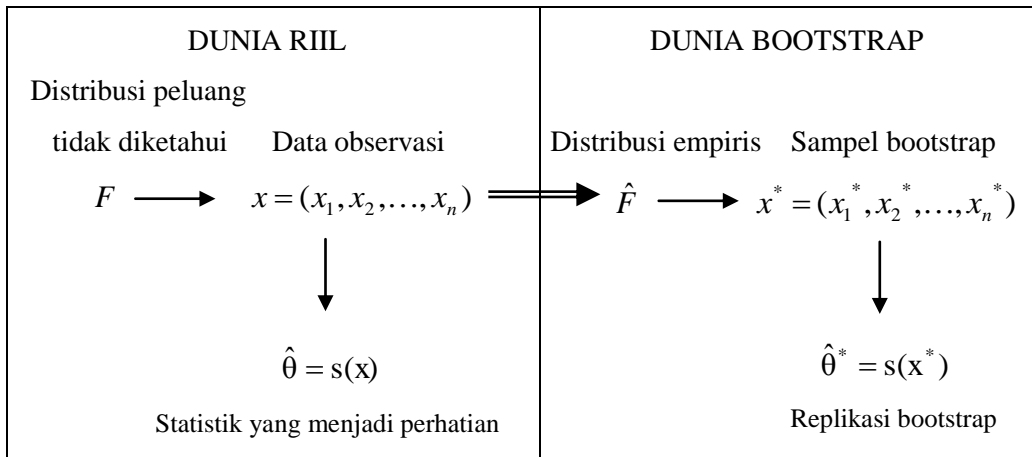 DUNIA RIIL
Distribusi peluang
tidak diketahui Data observasi
F x = (x₁, x₂, …, xₙ)
θ̂ = s(x)
Statistik yang menjadi perhatian
DUNIA BOOTSTRAP
Distribusi empiris Sampel bootstrap
F̂ x* = (x₁*, x₂*, …, xₙ*)
θ̂* = s(x*)
Replikasi bootstrap